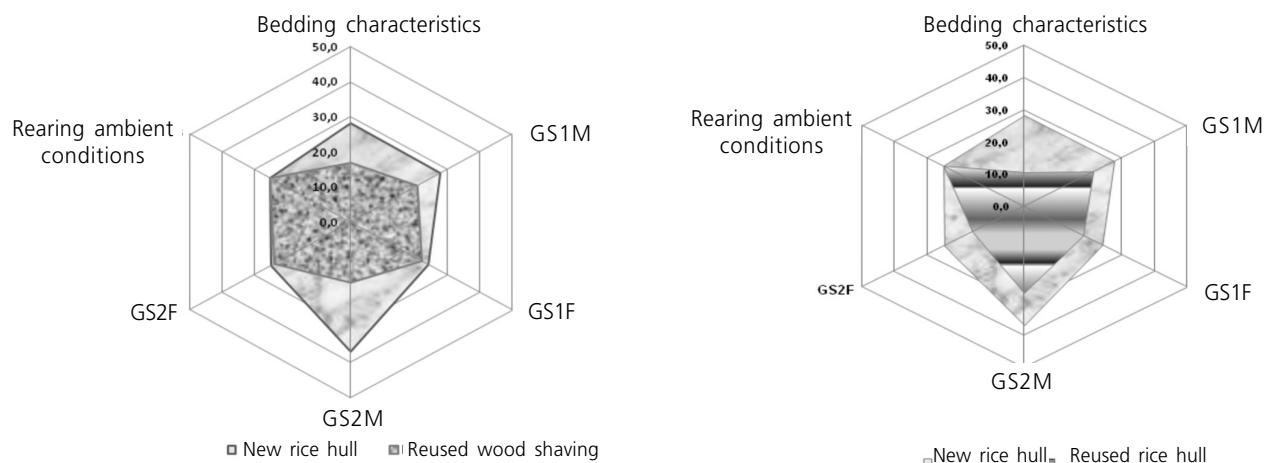 Bedding characteristics
50,0
40,0
30,0
20,0
10,0
0,0
Rearing ambient
conditions
GS1M
GS2F
GS1F
GS2M
New rice hull Reused wood shaving
Bedding characteristics
50,0
40,0
30,0
20,0
10,0
0,0
Rearing ambient
conditions
GS1M
GS2F
GS1F
GS2M
New rice hull Reused rice hull